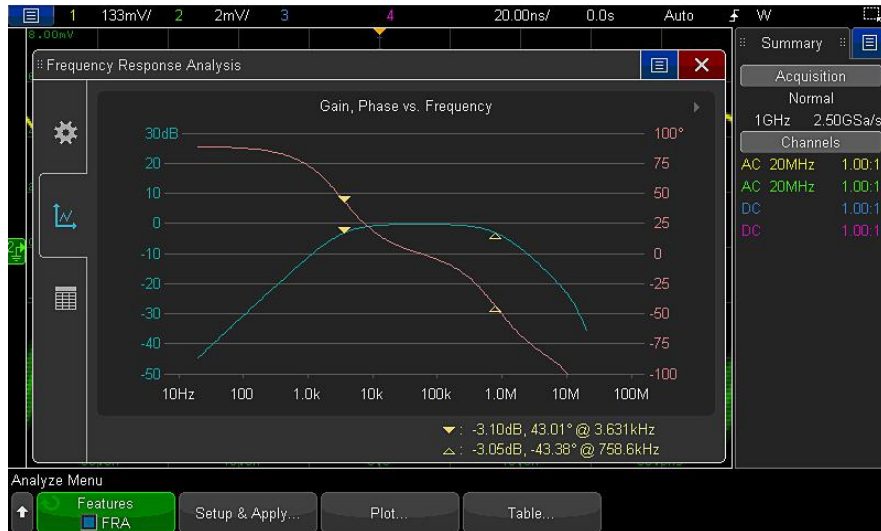 1 133mV/ 2 2mV/ 3 4 20.00ns/ 0.0s Auto W
8.00mV
Summary
Frequency Response Analysis
Acquisition
Normal
1GHz 2.50GSa/s
Channels
AC 20MHz 1.00:1
AC 20MHz 1.00:1
DC 1.00:1
DC 1.00:1
Gain, Phase vs. Frequency
30dB 100°
20 75
10 50
0 25
-10 0
-20 -25
-30 -50
-40 -75
-50 -100
10Hz 100 1.0k 10k 100k 1.0M 10M 100M
: -3.10dB, 43.01° @ 3.631kHz
: -3.05dB, -43.38° @ 758.6kHz
Analyze Menu
Features
FRA
Setup & Apply...
Plot...
Table...